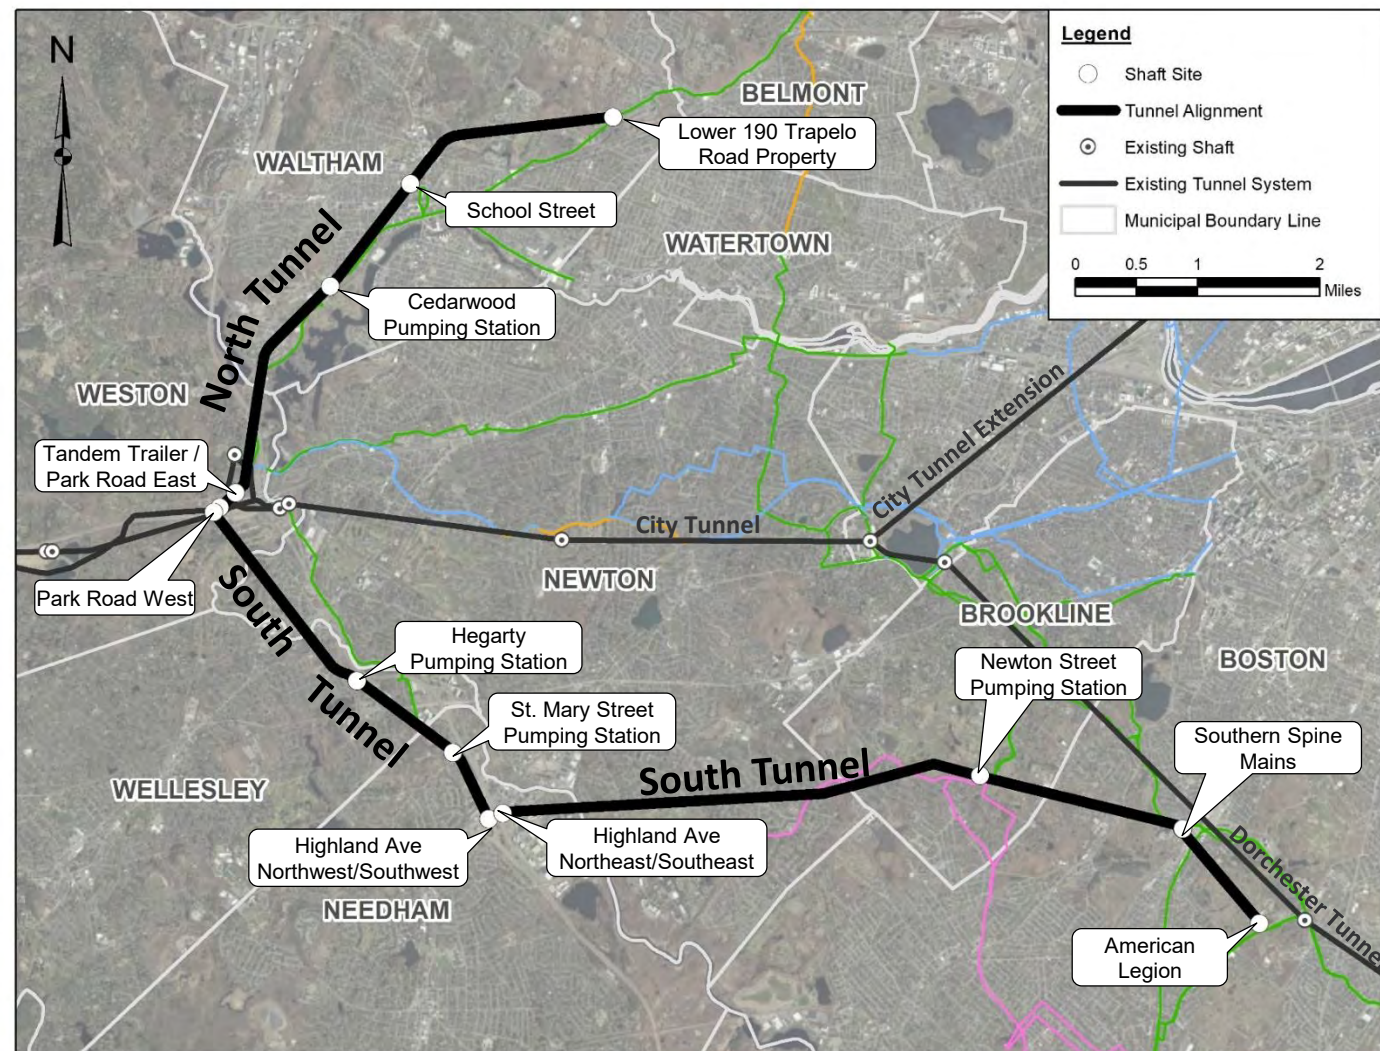 N
Legend
Shaft Site
Tunnel Alignment
Existing Shaft
Existing Tunnel System
Municipal Boundary Line
0 0.5 1 2
Miles
BELMONT
Lower 190 Trapelo
Road Property
WALTHAM
School Street
WATERTOWN
North Tunnel
Cedarwood
Pumping Station
WESTON
City Tunnel Extension
Tandem Trailer /
Park Road East
City Tunnel
NEWTON
Park Road West
South
Tunnel
BROOKLINE
Hegarty
Pumping Station
Newton Street
Pumping Station
BOSTON
St. Mary Street
Pumping Station
Southern Spine
Mains
South Tunnel
WELLESLEY
Highland Ave
Northwest/Southwest
Highland Ave
Northeast/Southeast
Dorchester Tunnel
NEEDHAM
American
Legion